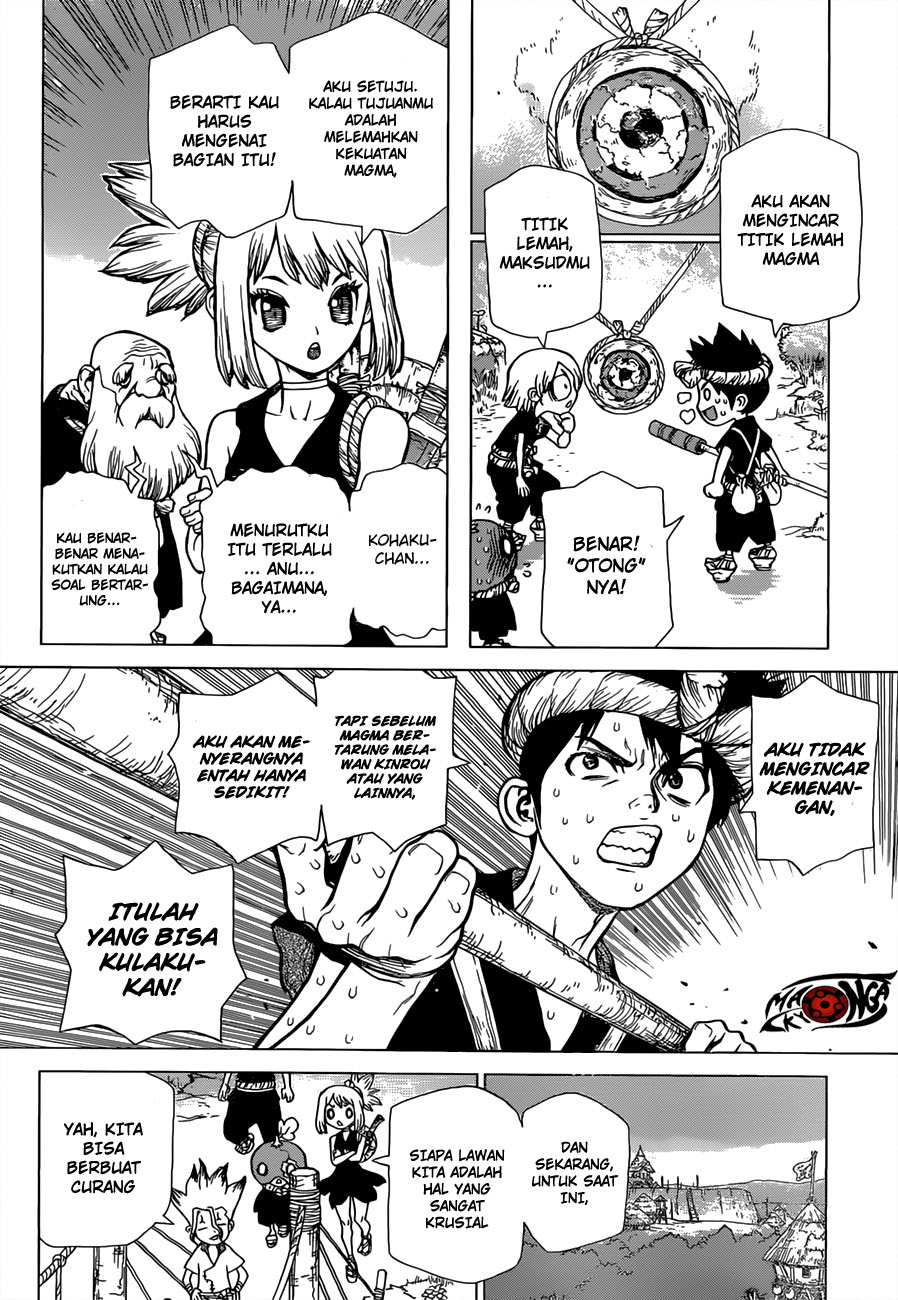 AKU AKAN
MENGINCAR
TITIK LEMAH
MAGMA
TITIK
LEMAH,
MAKSUDMU
...
BENAR!
"OTONG"
NYA!
AKU SETUJU.
KALAU TUJUANMU
ADALAH
MELEMAHKAN
KEKUATAN
MAGMA,
BERARTI KAU
HARUS
MENGENAI
BAGIAN ITU!
KOHAKU-
CHAN...
MENURUTKU
ITU TERLALU
... ANU...
BAGAIMANA,
YA...
KAU BENAR-
BENAR MENA-
KUTKAN KALAU
SOAL BERTAR-
UNG...
AKU TIDAK
MENGINCAR
KEMENAN-
GAN,
TAPI SEBELUM
MAGMA BER-
TARUNG MELA-
WAN KINROU
ATAU YANG
LAINNYA,
AKU AKAN ME-
NYERANGNYA
ENTAH HANYA
SEDIKIT!
ITULAH
YANG BISA
KULAKU-
KAN!
MANGA
CKY
DAN
SEKARANG,
UNTUK SAAT
INI,
SIAPA LAWAN
KITA ADALAH
HAL YANG
SANGAT
KRUSIAL
YAH, KITA
BISA
BERBUAT
CURANG